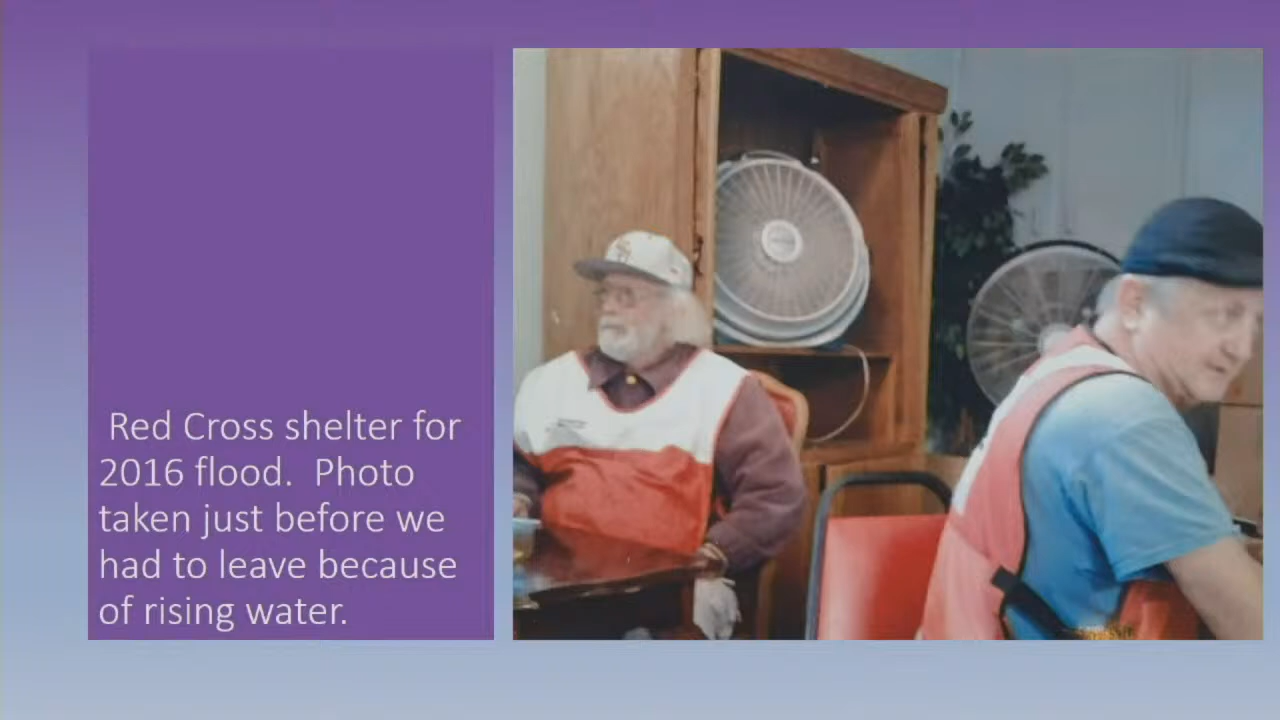 Red Cross shelter for
2016 flood.  Photo
taken just before we
had to leave because
of rising water.